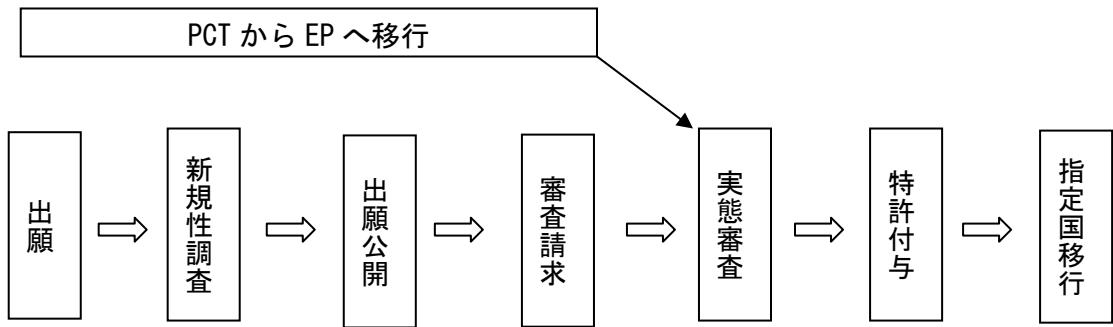 PCT から EP へ移行
出願
新規性調査
出願公開
審査請求
実態審査
特許付与
指定国移行